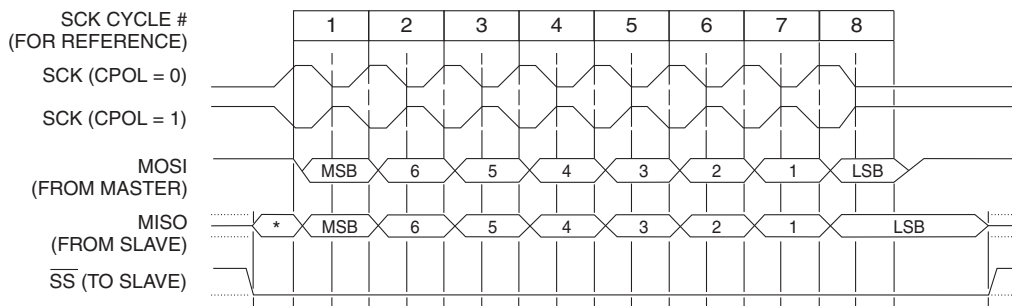 SCK CYCLE #
(FOR REFERENCE)
1 2 3 4 5 6 7 8
SCK (CPOL = 0)
SCK (CPOL = 1)
MOSI
(FROM MASTER)
MSB 6 5 4 3 2 1 LSB
MISO
(FROM SLAVE)
* MSB 6 5 4 3 2 1 LSB
S̅S̅ (TO SLAVE)